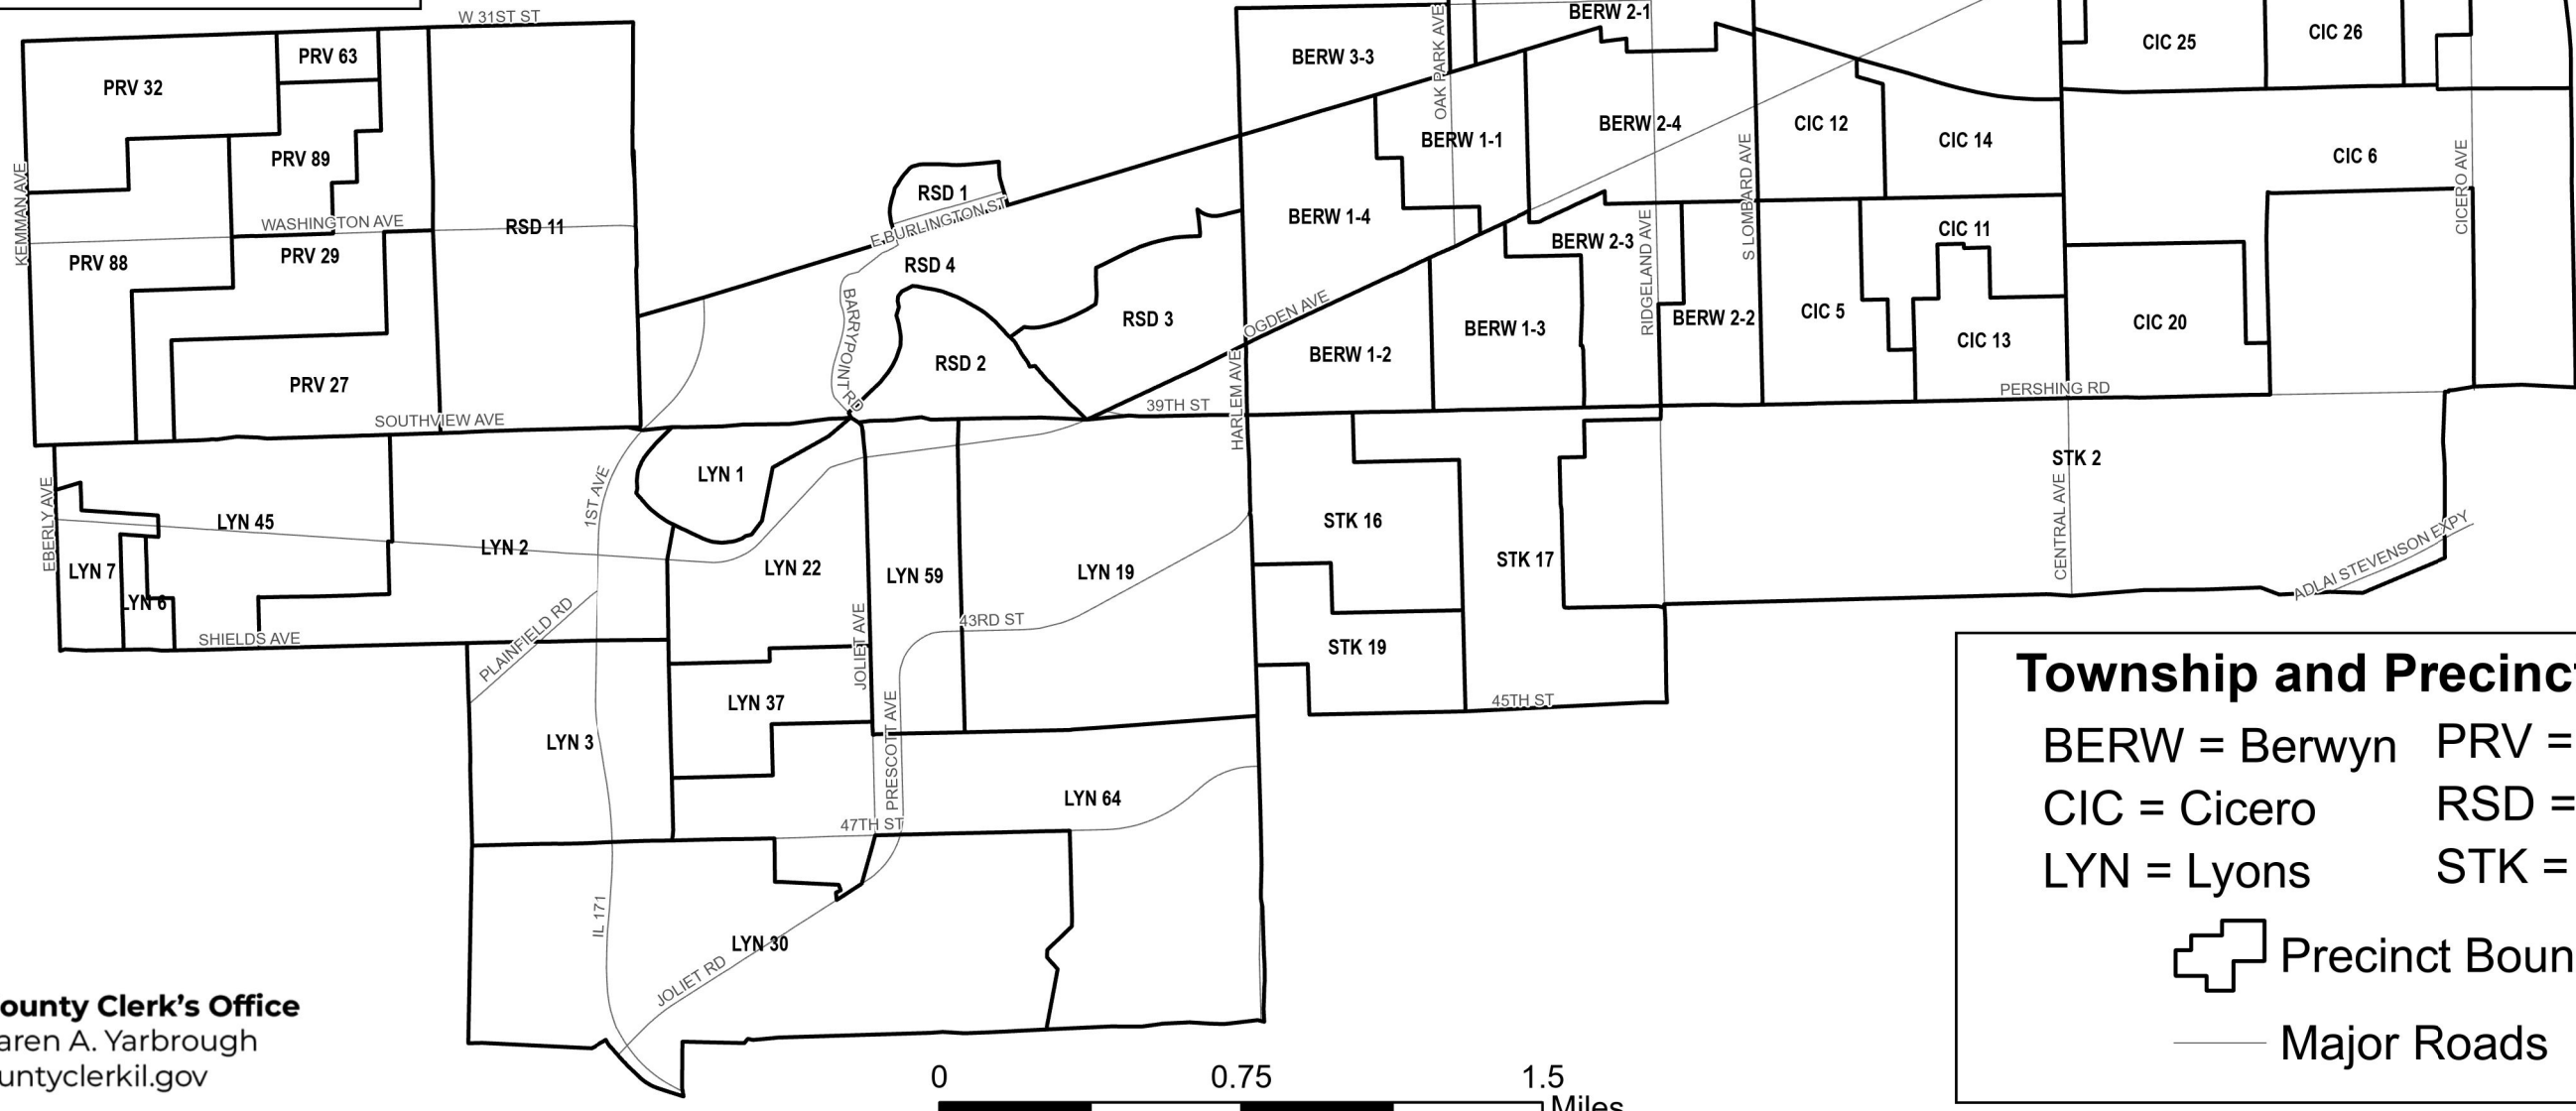 W 31ST ST
OAK PARK AVE
BERW 2-1
PRV 63
BERW 3-3
CIC 25
CIC 26
PRV 32
BERW 1-1
BERW 2-4
CIC 12
CIC 14
CIC 6
PRV 89
KEMMAN AVE
RSD 1
E BURLINGTON ST
WASHINGTON AVE
RSD 11
BERW 1-4
S LOMBARD AVE
CICERO AVE
CIC 11
PRV 88
PRV 29
RSD 4
BERW 2-3
RIDGELAND AVE
BARRYPOINT RD
RSD 3
OGDEN AVE
BERW 1-3
BERW 2-2
CIC 5
CIC 20
CIC 13
BERW 1-2
RSD 2
PRV 27
HARLEM AVE
PERSHING RD
39TH ST
SOUTHVIEW AVE
STK 2
LYN 1
1ST AVE
EBERLY AVE
LYN 45
STK 16
CENTRAL AVE
ADLAI STEVENSON EXPY
LYN 2
LYN 7
LYN 22
LYN 59
LYN 19
STK 17
LYN 6
43RD ST
SHIELDS AVE
PLAINFIELD RD
JOLIET AVE
STK 19
LYN 37
45TH ST
LYN 3
PRESCOTT AVE
LYN 64
47TH ST
IL 171
LYN 30
JOLIET RD
Township and Precinc
BERW = Berwyn PRV =
CIC = Cicero RSD =
LYN = Lyons STK =
Precinct Boun
Major Roads
ounty Clerk's Office
aren A. Yarbrough
untyclerkil.gov
0 0.75 1.5
Miles